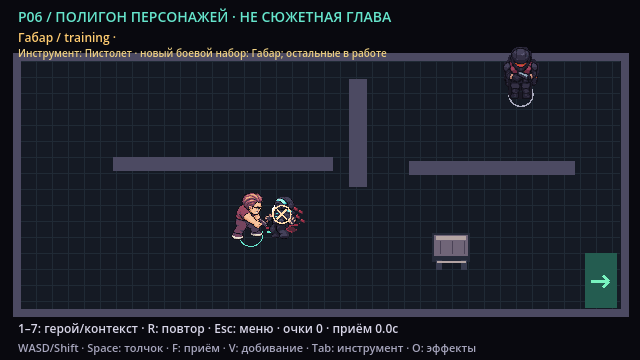 P06 / ПОЛИГОН ПЕРСОНАЖЕЙ · НЕ СЮЖЕТНАЯ ГЛАВА
Габар / training ·
Инструмент: Пистолет · новый боевой набор: Габар; остальные в работе
1–7: герой/контекст · R: повтор · Esc: меню · очки 0 · приём 0.0с
WASD/Shift · Space: толчок · F: приём · V: добивание · Tab: инструмент · O: эффекты